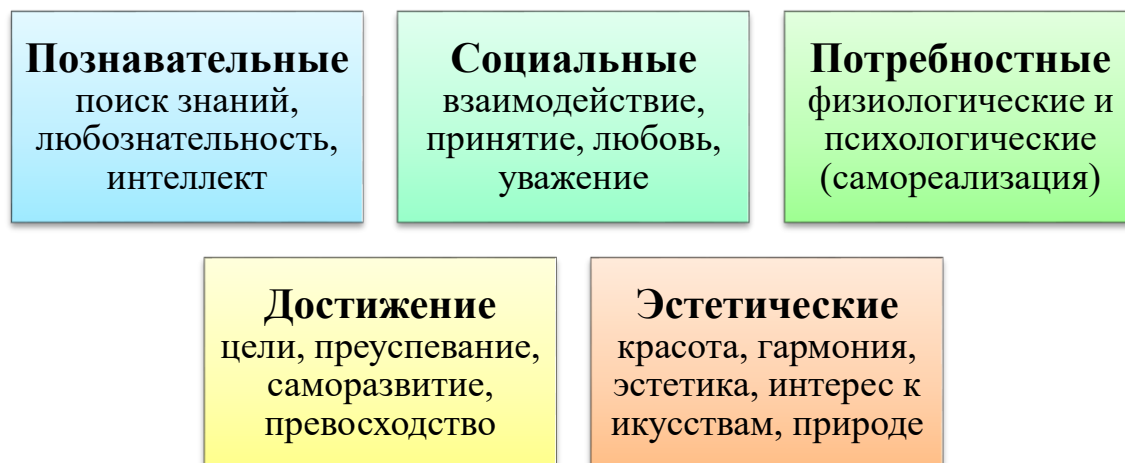 Познавательные
поиск знаний,
любознательность,
интеллект
Социальные
взаимодействие,
принятие, любовь,
уважение
Потребностные
физиологические и
психологические
(самореализация)
Достижение
цели, преуспевание,
саморазвитие,
превосходство
Эстетические
красота, гармония,
эстетика, интерес к
икусствам, природе